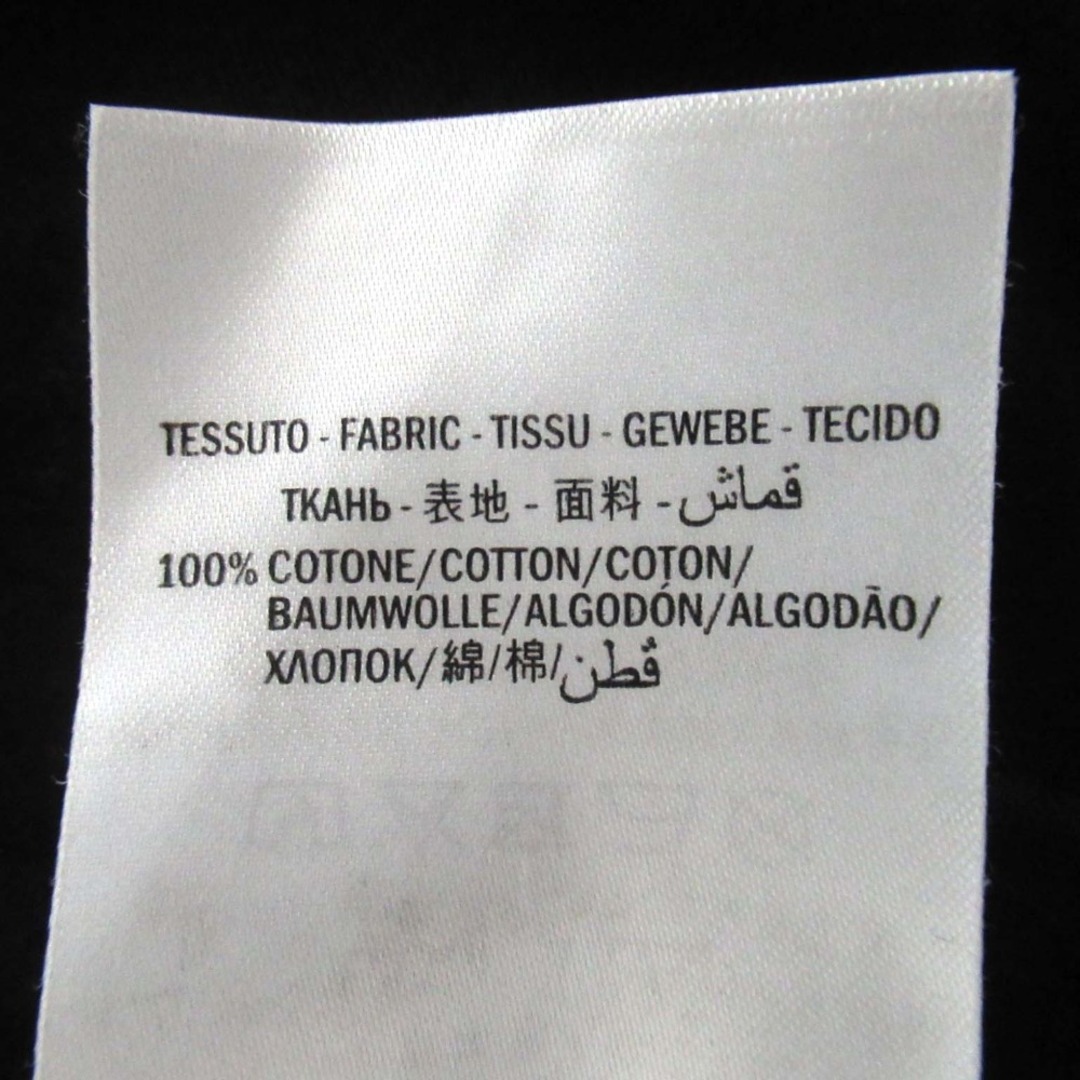 TESSUTO - FABRIC - TISSU - GEWEBE - TECIDO
ТКАНЬ - 表地 - 面料 - قماش
100% COTONE/COTTON/COTON/
BAUMWOLLE/ALGODÓN/ALGODÃO/
ХЛОПОК/綿/棉/قطن